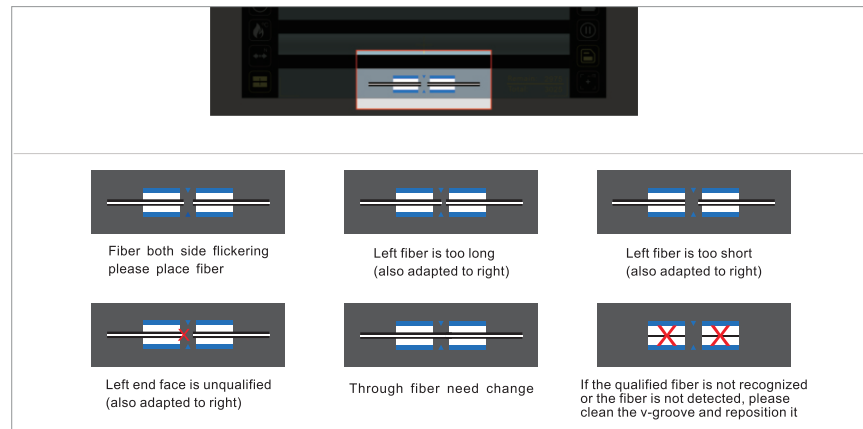 Fiber both side flickering
please place fiber
Left fiber is too long
(also adapted to right)
Left fiber is too short
(also adapted to right)
Left end face is unqualified
(also adapted to right)
Through fiber need change
If the qualified fiber is not recognized
or the fiber is not detected, please
clean the v-groove and reposition it